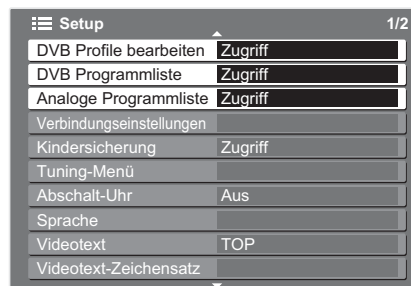 Setup 1/2
DVB Profile bearbeiten Zugriff
DVB Programmliste Zugriff
Analoge Programmliste Zugriff
Verbindungseinstellungen
Kindersicherung Zugriff
Tuning-Menü
Abschalt-Uhr Aus
Sprache
Videotext TOP
Videotext-Zeichensatz